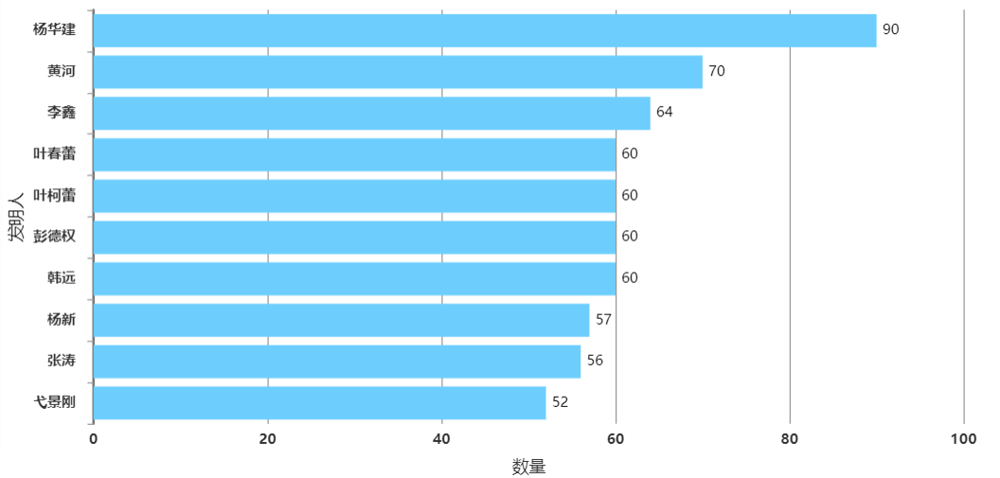 杨华建 90
黄河 70
李鑫 64
叶春蕾 60
叶柯蕾 60
彭德权 60
韩远 60
杨新 57
张涛 56
弋景刚 52
发明人
0 20 40 60 80 100
数量